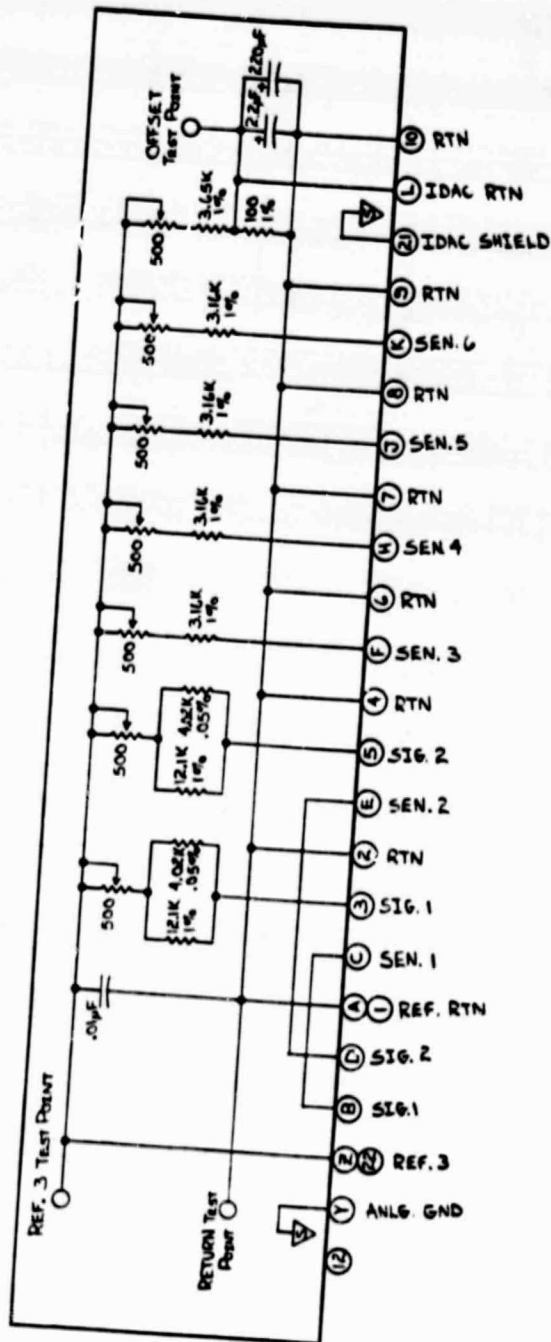 OFFSET
TEST POINT
2.2µF
220µF
500
3.65K
1%
100
1%
500
3.16K
1%
500
3.16K
1%
500
3.16K
1%
500
3.16K
1%
500
12.1K
1%
4.02K
.05%
500
12.1K
1%
4.02K
.05%
.01µF
REF. 3 TEST POINT
RETURN TEST
POINT
10 RTN
L IDAC RTN
S
21 IDAC SHIELD
9 RTN
K SEN. 6
8 RTN
J SEN. 5
7 RTN
H SEN. 4
6 RTN
F SEN. 3
4 RTN
5 SIG. 2
E SEN. 2
2 RTN
3 SIG. 1
C SEN. 1
A 1 REF. RTN
D SIG. 2
B SIG.1
Z 22 REF. 3
Y ANLG. GND
S
12